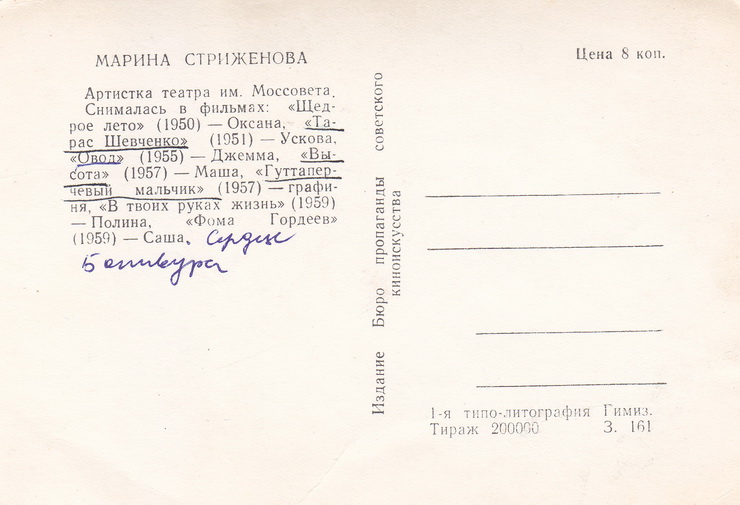 МАРИНА СТРИЖЕНОВА
Артистка театра им. Моссовета.
Снималась в фильмах: «Щед-
рое лето» (1950) — Оксана, «Та-
рас Шевченко» (1951) — Ускова,
«Овод» (1955) — Джемма, «Вы-
сота» (1957) — Маша, «Гуттапер-
чевый мальчик» (1957) — графи-
ня, «В твоих руках жизнь» (1959)
— Полина, «Фома Гордеев»
(1959) — Саша. Сердце
Бонивура
Издание Бюро пропаганды советского
киноискусства
Цена 8 коп.
1-я типо-литография Гимиз.
Тираж 200000 З. 161